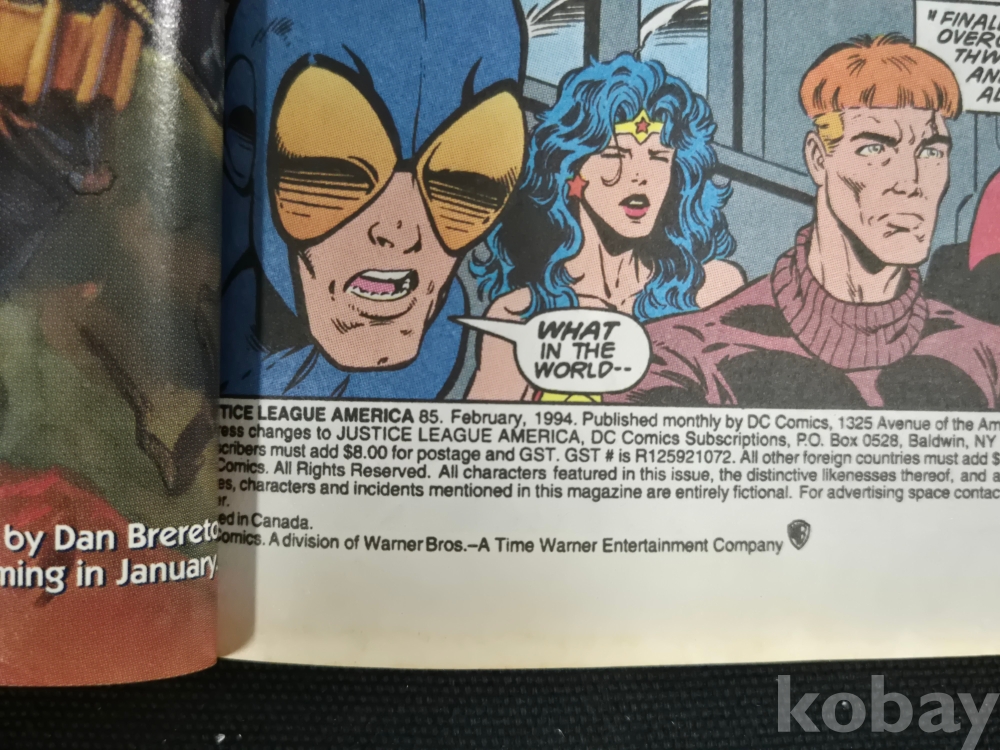 "FINAL
OVER
THW
AN
AL
WHAT
IN THE
WORLD--
TICE LEAGUE AMERICA 85. February, 1994. Published monthly by DC Comics, 1325 Avenue of the Am
ess changes to JUSTICE LEAGUE AMERICA, DC Comics Subscriptions, P.O. Box 0528, Baldwin, NY
cribers must add $8.00 for postage and GST. GST # is R125921072. All other foreign countries must add $
Comics. All Rights Reserved. All characters featured in this issue, the distinctive likenesses thereof, and a
es, characters and incidents mentioned in this magazine are entirely fictional. For advertising space contac
r.
ed in Canada.
Comics. A division of Warner Bros.–A Time Warner Entertainment Company
by Dan Brereto
ming in January
kobay